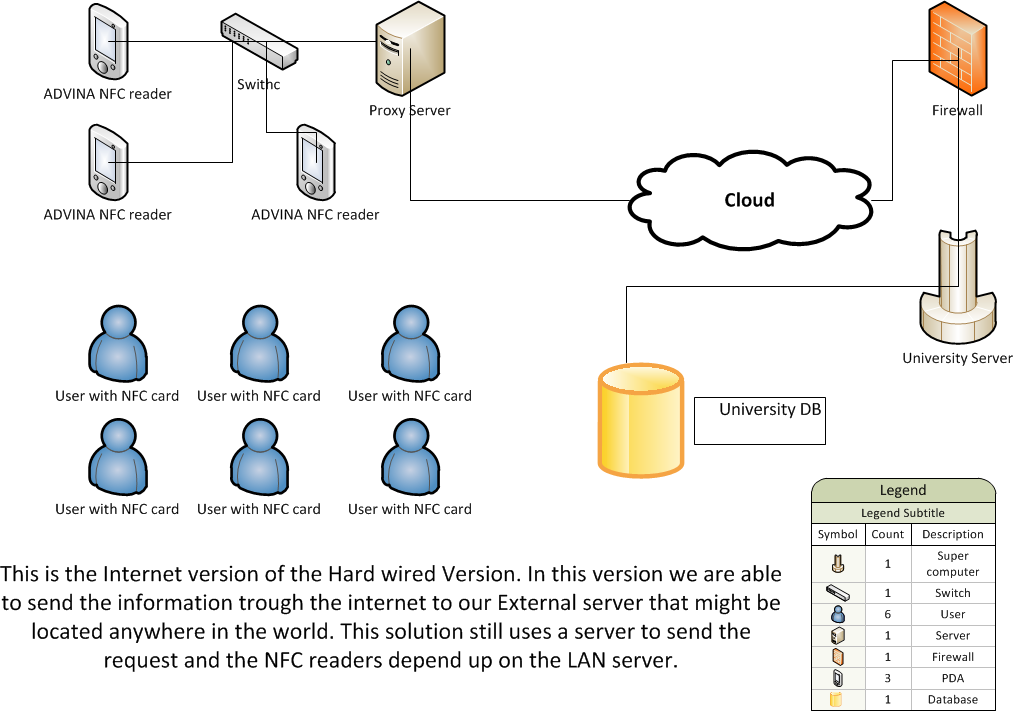 ADVINA NFC reader
Swithc
Proxy Server
Firewall
ADVINA NFC reader
ADVINA NFC reader
Cloud
University Server
User with NFC card
User with NFC card
User with NFC card
University DB
User with NFC card
User with NFC card
User with NFC card
This is the Internet version of the Hard wired Version. In this version we are able
to send the information trough the internet to our External server that might be
located anywhere in the world. This solution still uses a server to send the
request and the NFC readers depend up on the LAN server.
Legend
Legend Subtitle
Symbol Count Description
1 Super
computer
1 Switch
6 User
1 Server
1 Firewall
3 PDA
1 Database